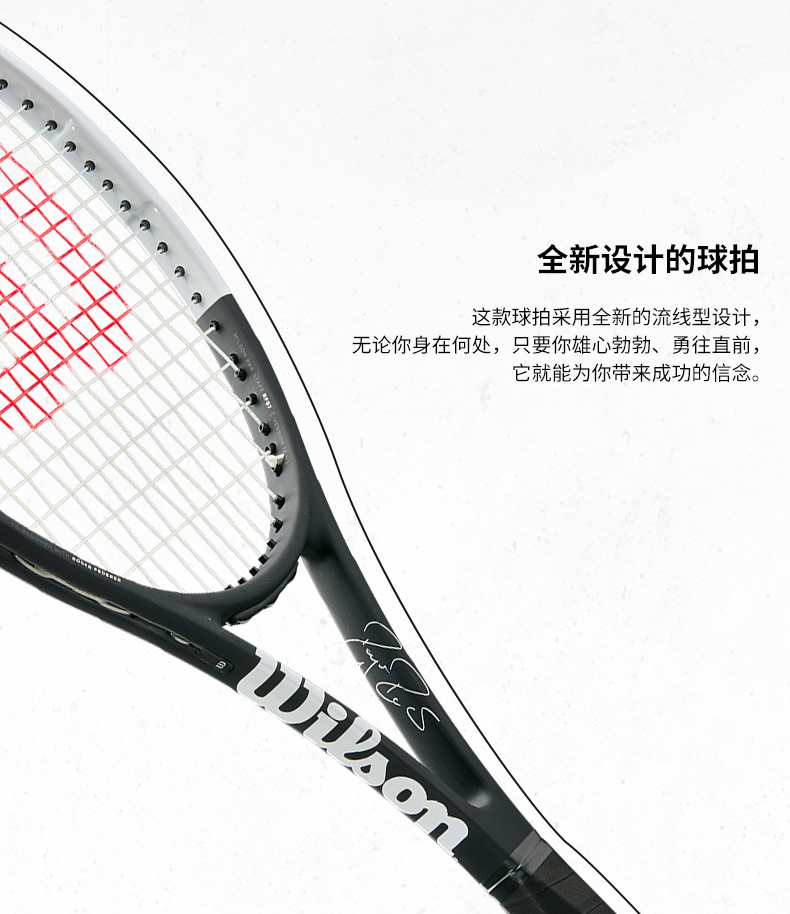 全新设计的球拍
这款球拍采用全新的流线型设计，
无论你身在何处，只要你雄心勃勃、勇往直前，
它就能为你带来成功的信念。
ROGER FEDERER
Wilson